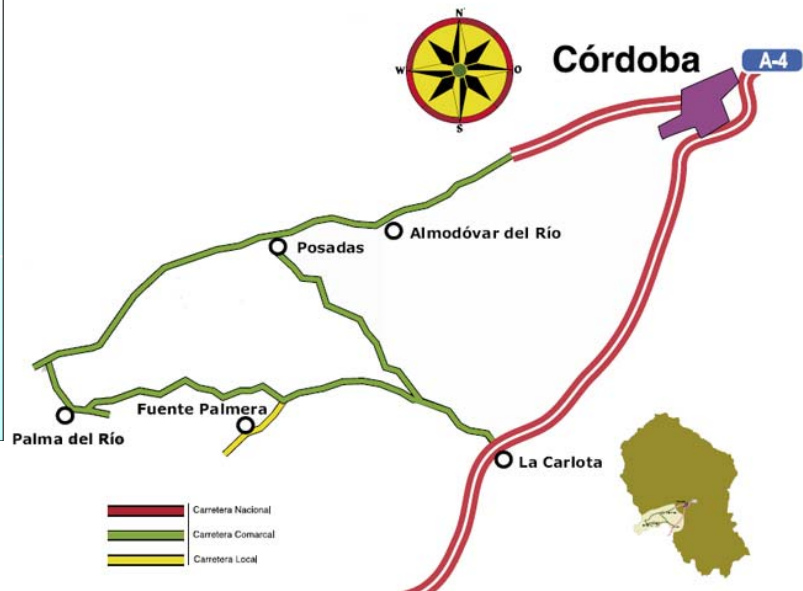 N
W
O
S
Córdoba
A-4
Almodóvar del Río
Posadas
Fuente Palmera
Palma del Río
La Carlota
Carretera Nacional
Carretera Comarcal
Carretera Local